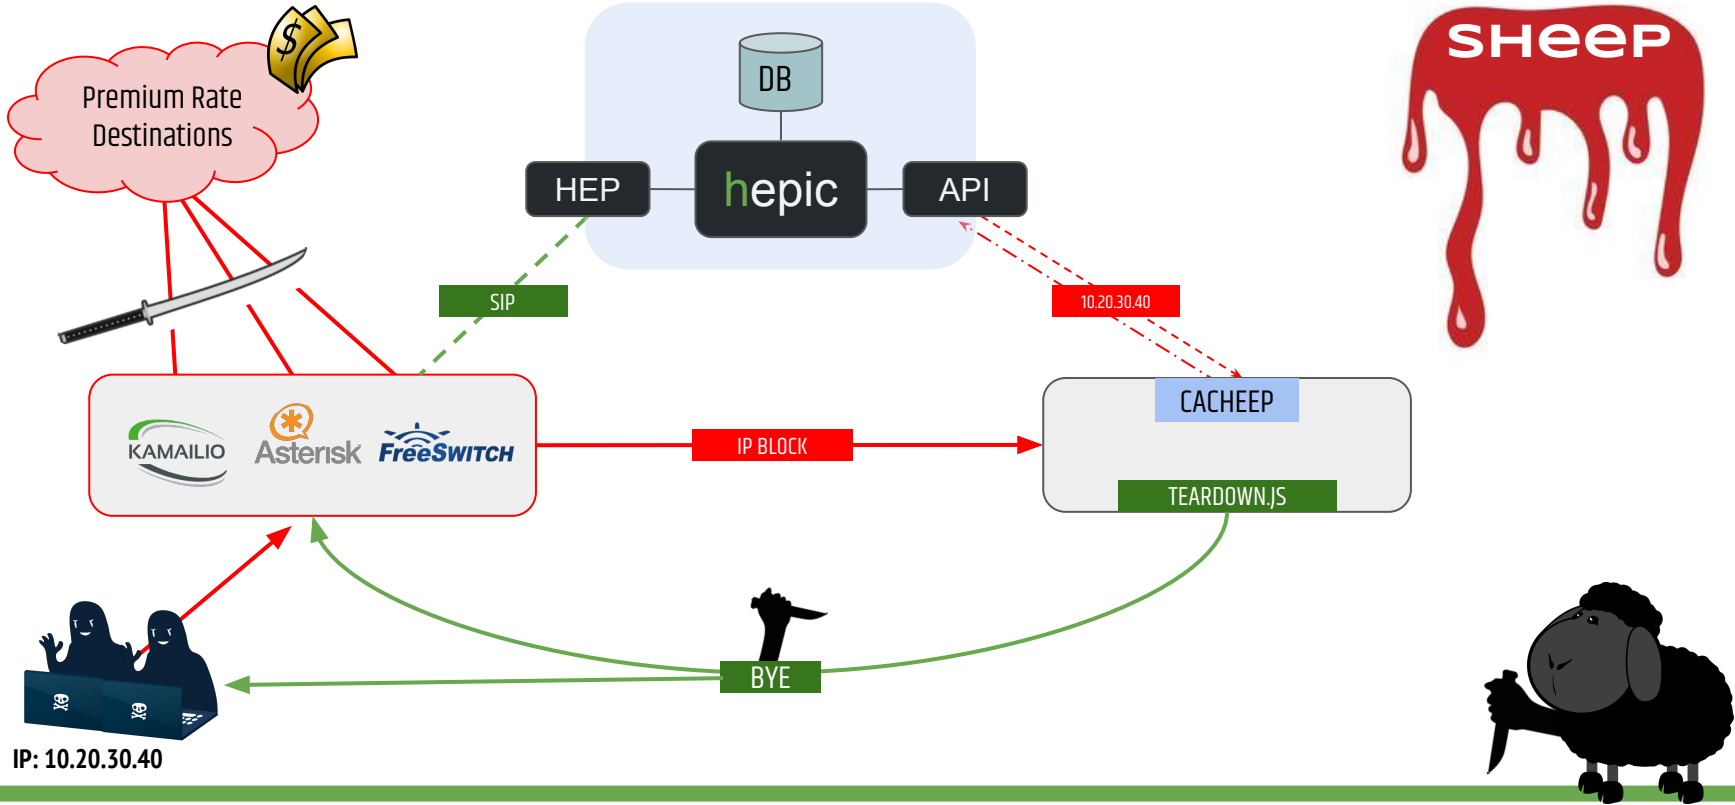 $
Premium Rate
Destinations
DB
HEP
hepic
API
SHeeP
SIP
10.20.30.40
KAMAILIO
Asterisk
FreeSWITCH
IP BLOCK
CACHEEP
TEARDOWN.JS
BYE
IP: 10.20.30.40